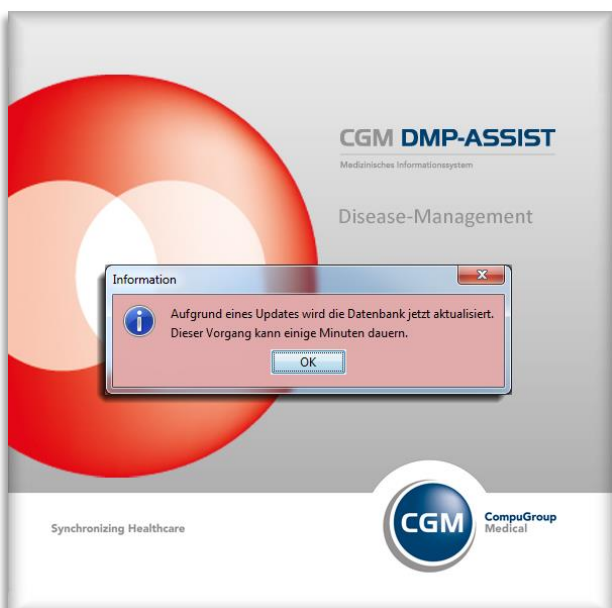 CGM DMP-ASSIST
Medizinisches Informationssystem
Disease-Management
Information
Aufgrund eines Updates wird die Datenbank jetzt aktualisiert.
Dieser Vorgang kann einige Minuten dauern.
OK
Synchronizing Healthcare
CGM
CompuGroup
Medical